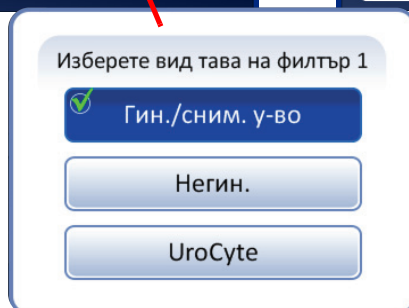 Изберете вид тава на филтър 1
Гин./сним. у-во
Негин.
UroCyte